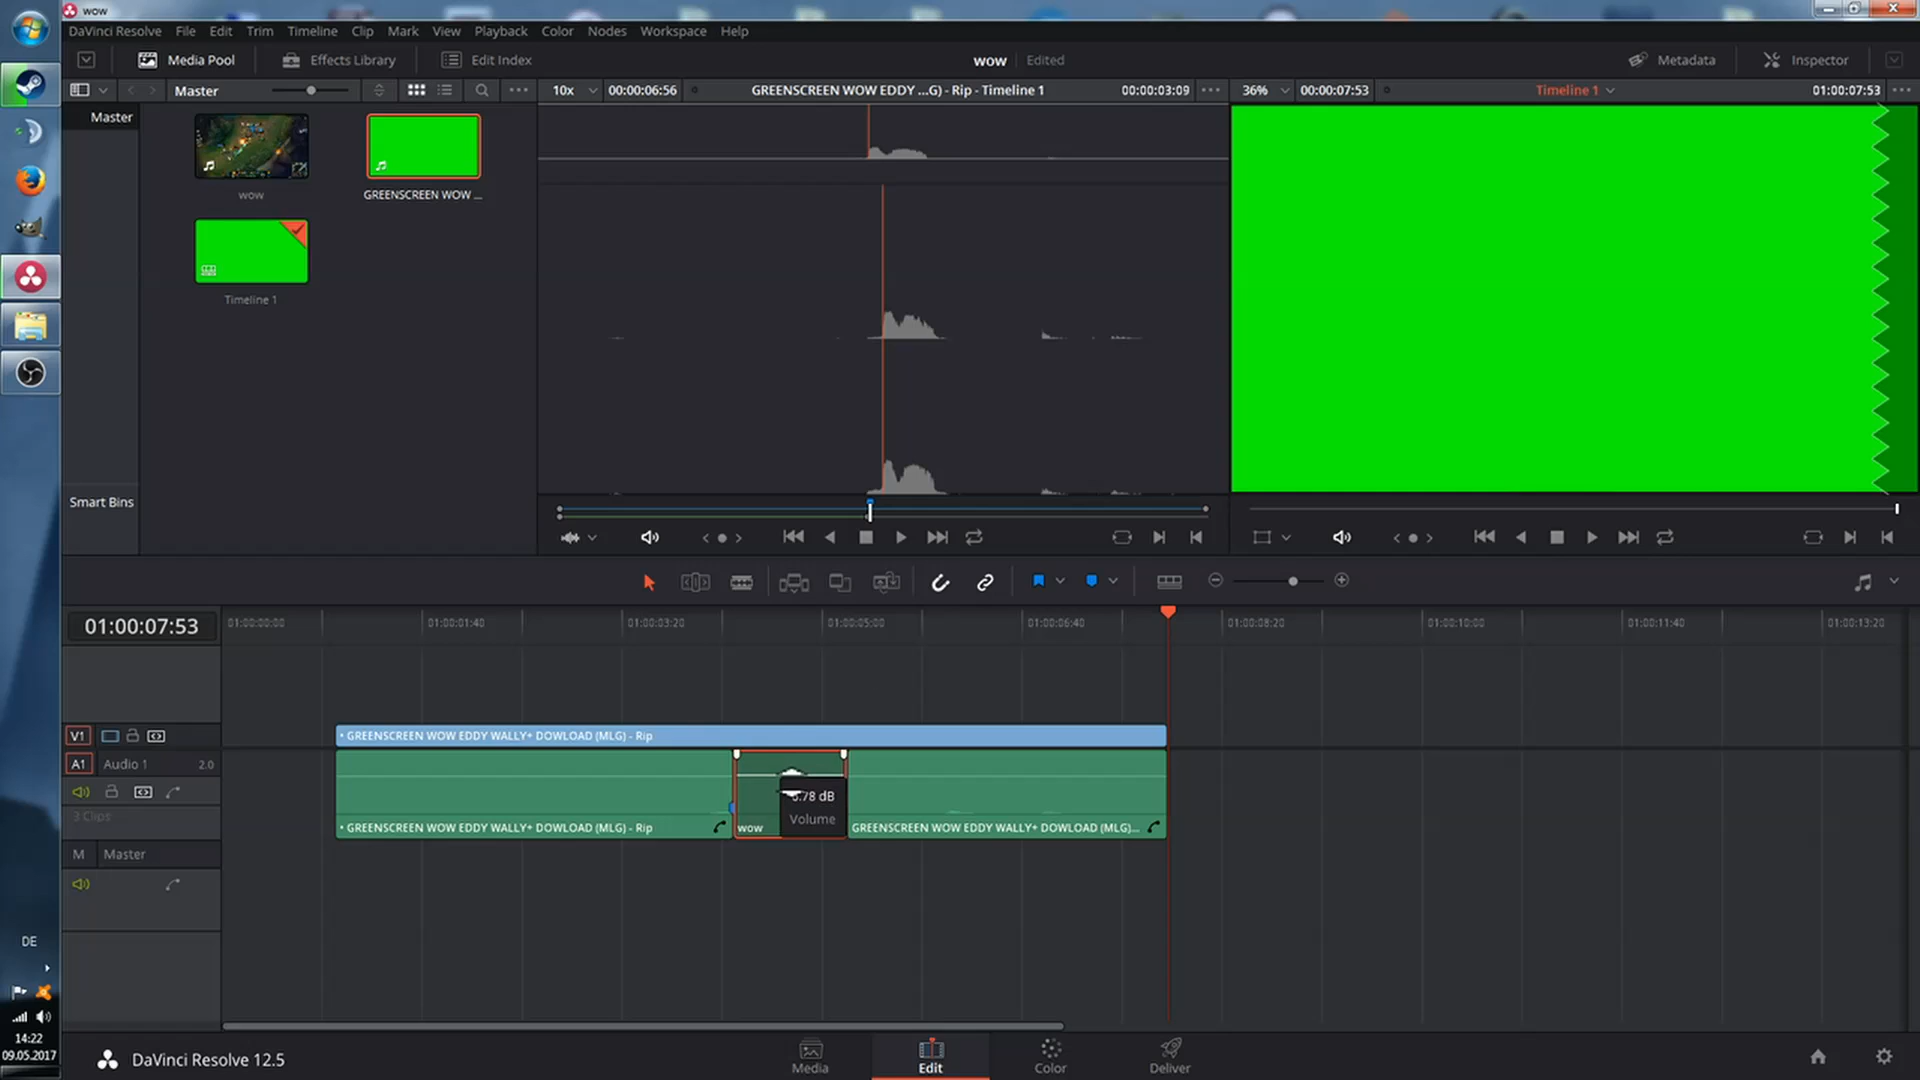 wow
DaVinci Resolve File Edit Trim Timeline Clip Mark View Playback Color Nodes Workspace Help
Media Pool Effects Library Edit Index wow Edited Metadata Inspector
Master 10x 00:00:06:56 GREENSCREEN WOW EDDY ...G) - Rip - Timeline 1 00:00:03:09 36% 00:00:07:53 Timeline 1 01:00:07:53
Master
wow
GREENSCREEN WOW ...
Timeline 1
Smart Bins
01:00:07:53
01:00:00:00 01:00:01:40 01:00:03:20 01:00:05:00 01:00:06:40 01:00:08:20 01:00:10:00 01:00:11:40 01:00:13:20
V1
• GREENSCREEN WOW EDDY WALLY+ DOWLOAD (MLG) - Rip
A1 Audio 1 2.0
3 Clips
.78 dB
Volume
• GREENSCREEN WOW EDDY WALLY+ DOWLOAD (MLG) - Rip
wow
GREENSCREEN WOW EDDY WALLY+ DOWLOAD (MLG)...
M Master
DE
14:22
09.05.2017
DaVinci Resolve 12.5
Media Edit Color Deliver